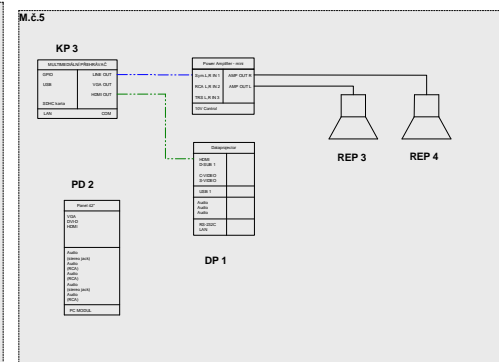 M.č.5
KP 3
MULTIMEDIÁLNÍ PŘEHRÁVAČ
GPIO LINE OUT
USB VGA OUT
HDMI OUT
SDHC karta
LAN COM
Power Amplifier - mini
Sym L,R IN 1 AMP OUT R
RCA L,R IN 2 AMP OUT L
TRS L,R IN 3
10V Control
REP 3
REP 4
Dataprojector
HDMI
D-SUB 1
C-VIDEO
S-VIDEO
USB 1
Audio
Audio
Audio
RS-232C
LAN
DP 1
PD 2
Panel 42"
VGA
DVI-D
HDMI
Audio
(stereo jack)
Audio
(RCA)
Audio
(RCA)
Audio
(stereo jack)
Audio
(RCA)
PC MODUL